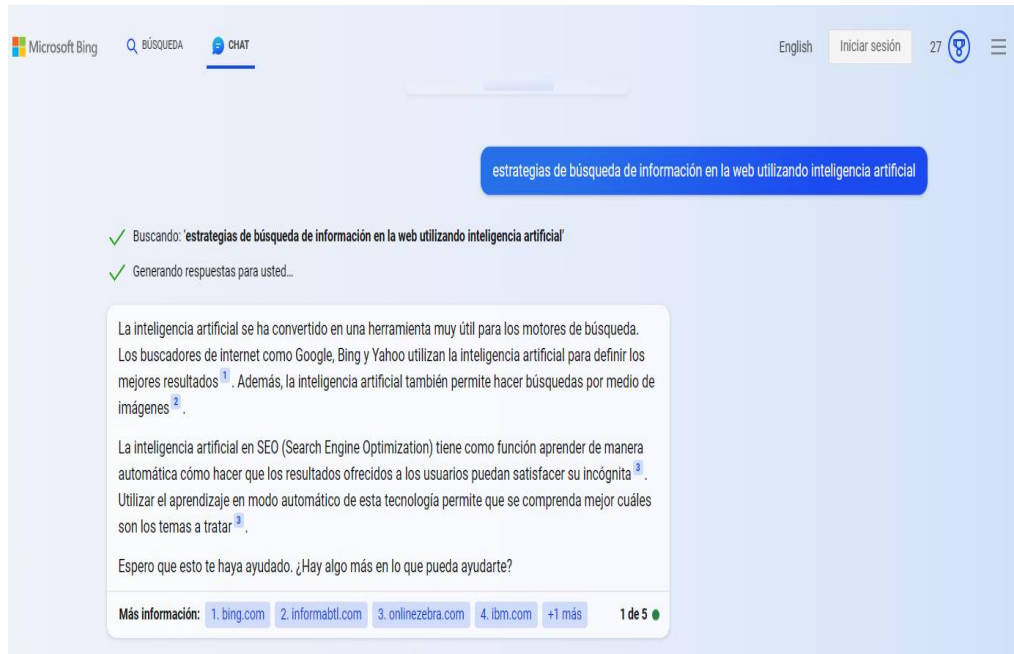 Microsoft Bing BÚSQUEDA CHAT English Iniciar sesión 27
estrategias de búsqueda de información en la web utilizando inteligencia artificial
Buscando: 'estrategias de búsqueda de información en la web utilizando inteligencia artificial'
Generando respuestas para usted...
La inteligencia artificial se ha convertido en una herramienta muy útil para los motores de búsqueda.
Los buscadores de internet como Google, Bing y Yahoo utilizan la inteligencia artificial para definir los
mejores resultados 1 . Además, la inteligencia artificial también permite hacer búsquedas por medio de
imágenes 2 .
La inteligencia artificial en SEO (Search Engine Optimization) tiene como función aprender de manera
automática cómo hacer que los resultados ofrecidos a los usuarios puedan satisfacer su incógnita 3 .
Utilizar el aprendizaje en modo automático de esta tecnología permite que se comprenda mejor cuáles
son los temas a tratar 3 .
Espero que esto te haya ayudado. ¿Hay algo más en lo que pueda ayudarte?
Más información: 1. bing.com 2. informabtl.com 3. onlinezebra.com 4. ibm.com +1 más 1 de 5